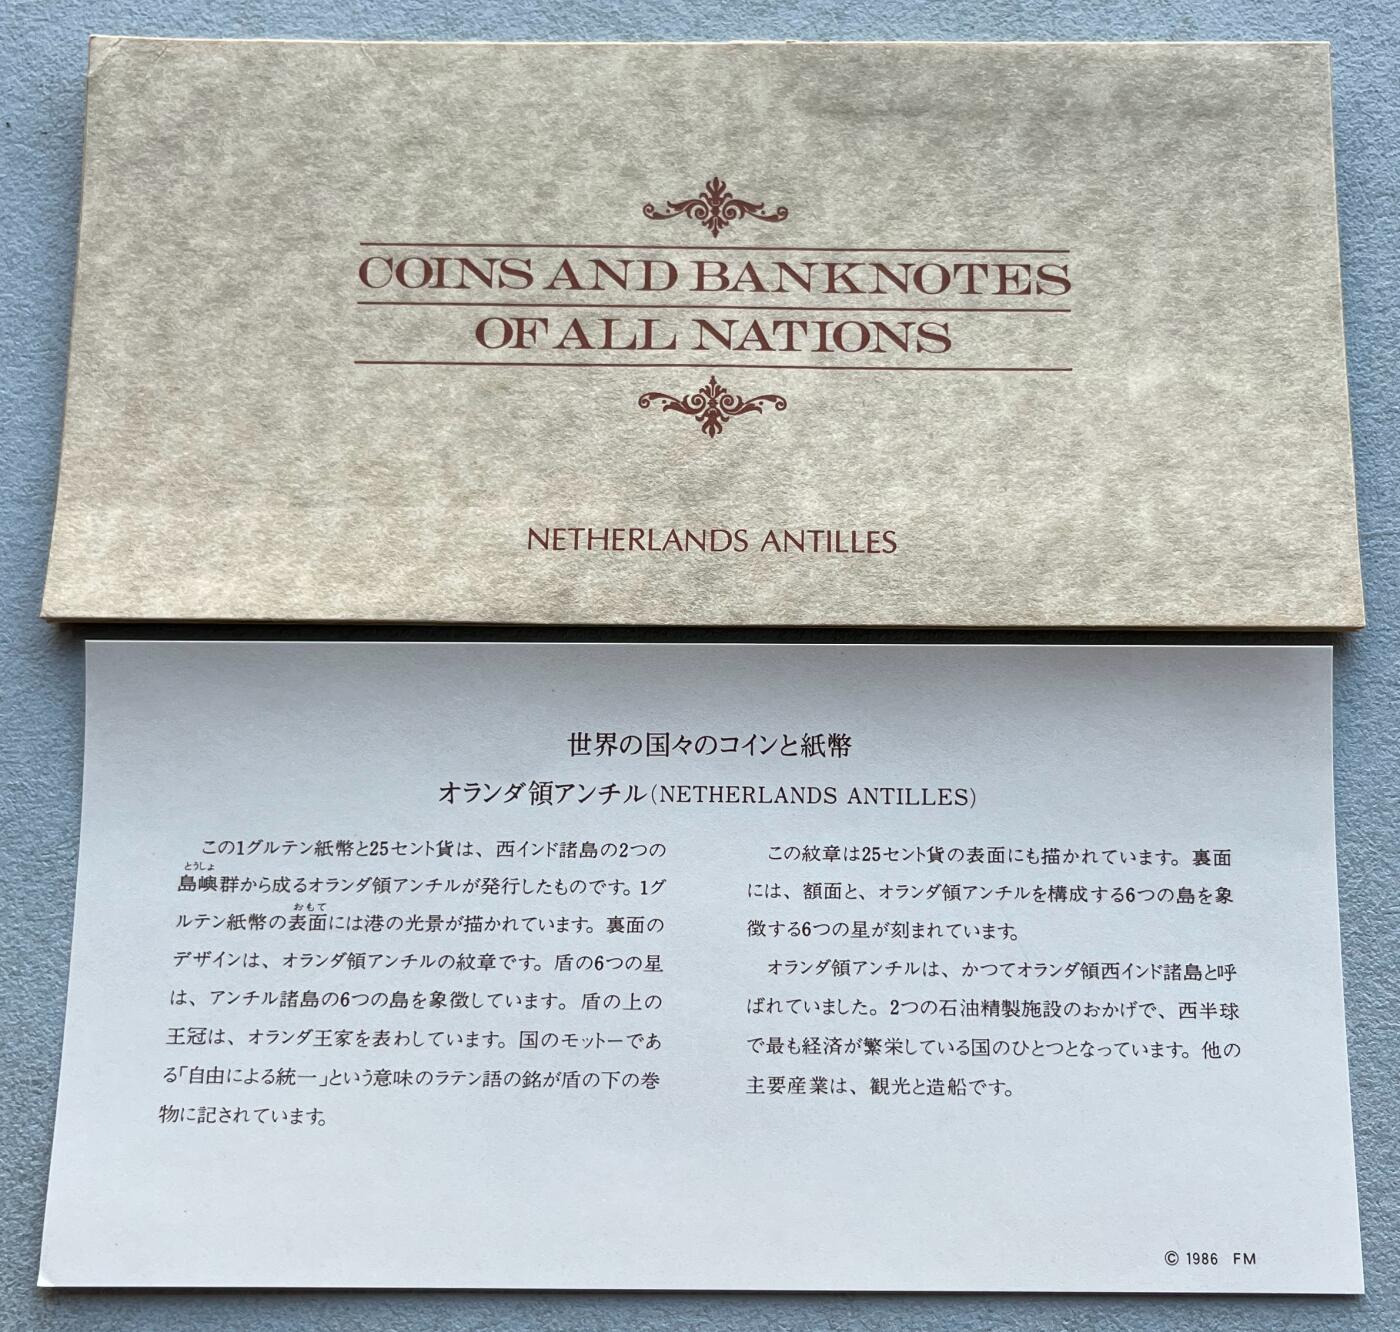 COINS AND BANKNOTES
OF ALL NATIONS
NETHERLANDS ANTILLES
世界の国々のコインと紙幣
オランダ領アンチル(NETHERLANDS ANTILLES)
この1グルテン紙幣と25セント貨は、西インド諸島の2つの
とうしょ
島嶼群から成るオランダ領アンチルが発行したものです。1グ
おもて
ルテン紙幣の表面には港の光景が描かれています。裏面の
デザインは、オランダ領アンチルの紋章です。盾の6つの星
は、アンチル諸島の6つの島を象徴しています。盾の上の
王冠は、オランダ王家を表わしています。国のモットーであ
る「自由による統一」という意味のラテン語の銘が盾の下の巻
物に記されています。
この紋章は25セント貨の表面にも描かれています。裏面
には、額面と、オランダ領アンチルを構成する6つの島を象
徴する6つの星が刻まれています。
オランダ領アンチルは、かつてオランダ領西インド諸島と呼
ばれていました。2つの石油精製施設のおかげで、西半球
で最も経済が繁栄している国のひとつとなっています。他の
主要産業は、観光と造船です。
© 1986 FM